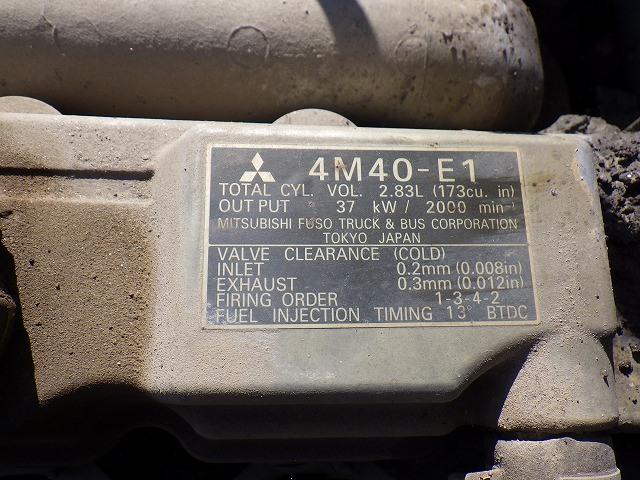 4M40-E1
TOTAL CYL. VOL. 2.83L (173cu. in)
OUTPUT 37 kW/ 2000 min⁻¹
MITSUBISHI FUSO TRUCK & BUS CORPORATION
TOKYO JAPAN
VALVE CLEARANCE (COLD)
INLET 0.2mm (0.008in)
EXHAUST 0.3mm (0.012in)
FIRING ORDER 1-3-4-2
FUEL INJECTION TIMING 13° BTDC